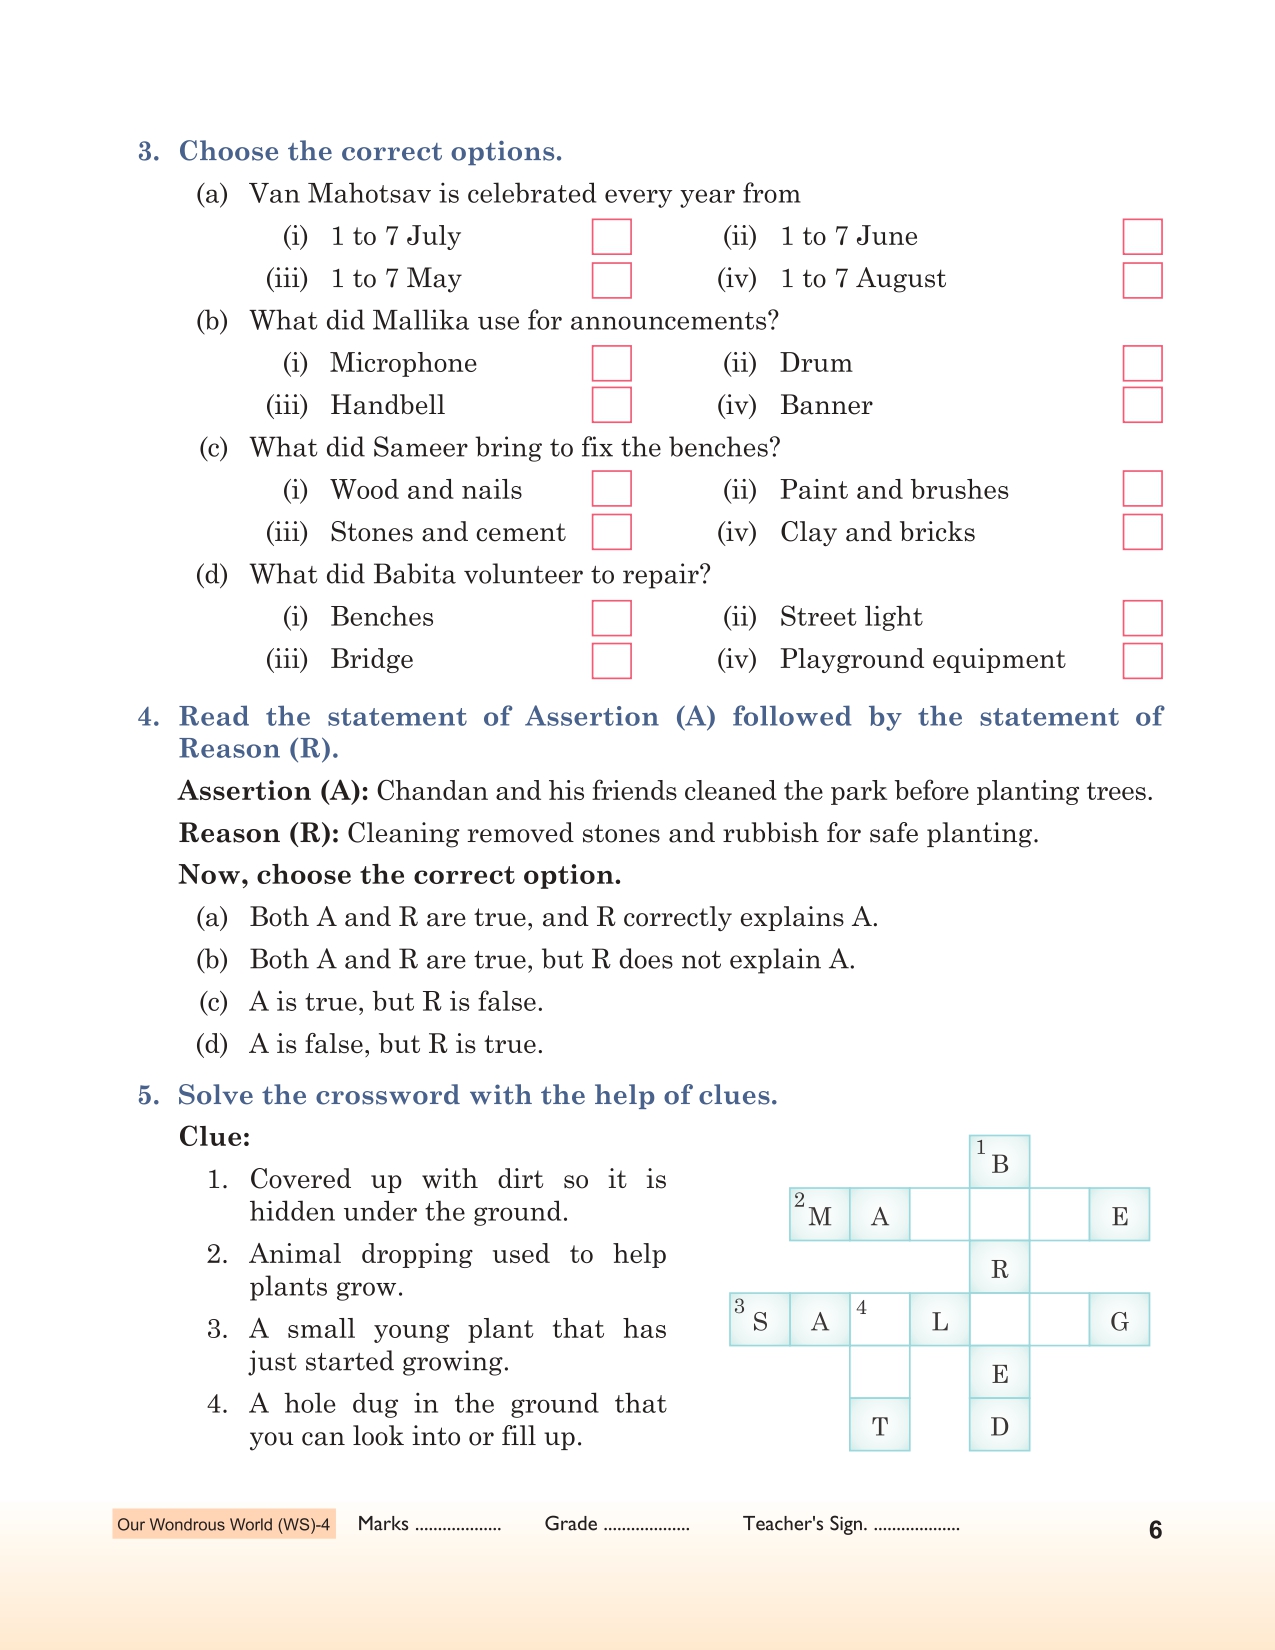 3. Choose the correct options.
(a) Van Mahotsav is celebrated every year from
(i) 1 to 7 July (ii) 1 to 7 June
(iii) 1 to 7 May (iv) 1 to 7 August
(b) What did Mallika use for announcements?
(i) Microphone (ii) Drum
(iii) Handbell (iv) Banner
(c) What did Sameer bring to fix the benches?
(i) Wood and nails (ii) Paint and brushes
(iii) Stones and cement (iv) Clay and bricks
(d) What did Babita volunteer to repair?
(i) Benches (ii) Street light
(iii) Bridge (iv) Playground equipment
4. Read the statement of Assertion (A) followed by the statement of
Reason (R).
Assertion (A): Chandan and his friends cleaned the park before planting trees.
Reason (R): Cleaning removed stones and rubbish for safe planting.
Now, choose the correct option.
(a) Both A and R are true, and R correctly explains A.
(b) Both A and R are true, but R does not explain A.
(c) A is true, but R is false.
(d) A is false, but R is true.
5. Solve the crossword with the help of clues.
Clue:
1. Covered up with dirt so it is
hidden under the ground.
2. Animal dropping used to help
plants grow.
3. A small young plant that has
just started growing.
4. A hole dug in the ground that
you can look into or fill up.
1 B
2 M A E
R
3 S A 4 L G
E
T D
Our Wondrous World (WS)-4 Marks ................... Grade ................... Teacher's Sign. ................... 6